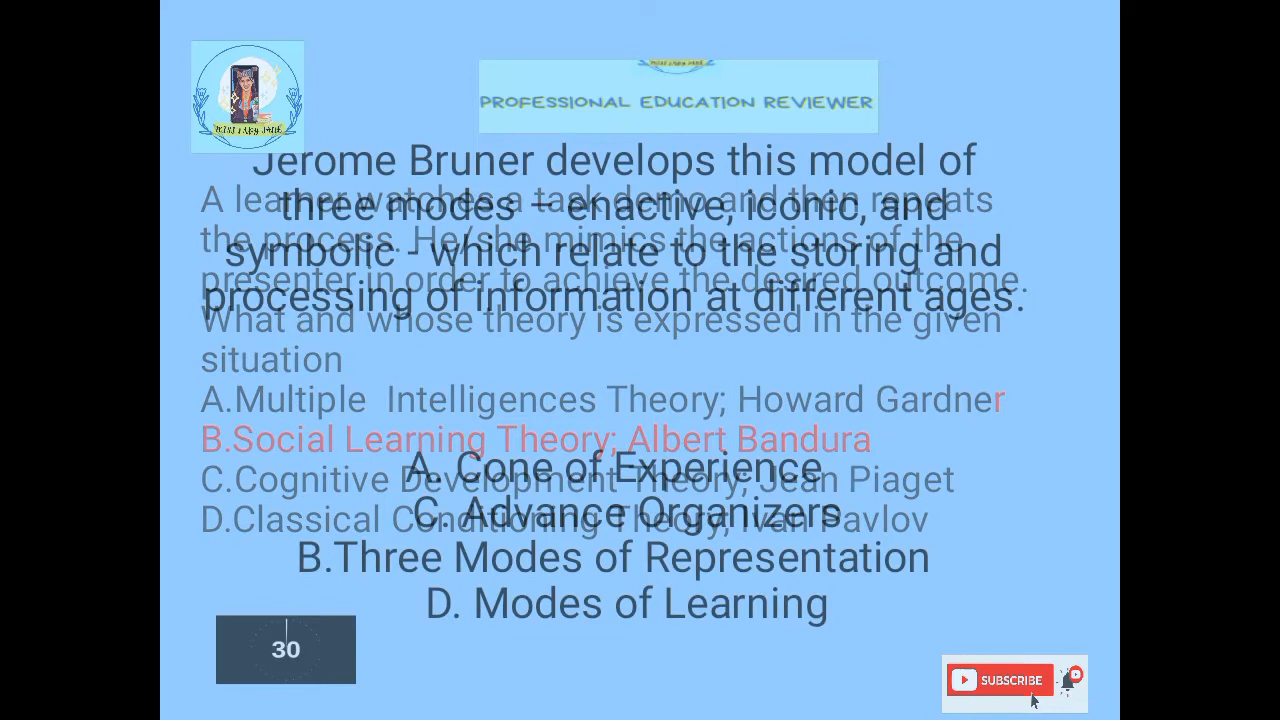 PROFESSIONAL EDUCATION REVIEWER
Jerome Bruner develops this model of
three modes – enactive, iconic, and
symbolic - which relate to the storing and
processing of information at different ages.
A learner watches a task demo and then repeats
the process. He/she mimics the actions of the
presenter in order to achieve the desired outcome.
What and whose theory is expressed in the given
situation
A.Multiple Intelligences Theory; Howard Gardner
B.Social Learning Theory; Albert Bandura
C.Cognitive Development Theory; Jean Piaget
D.Classical Conditioning Theory; Ivan Pavlov
A. Cone of Experience
C. Advance Organizers
B.Three Modes of Representation
D. Modes of Learning
30
SUBSCRIBE